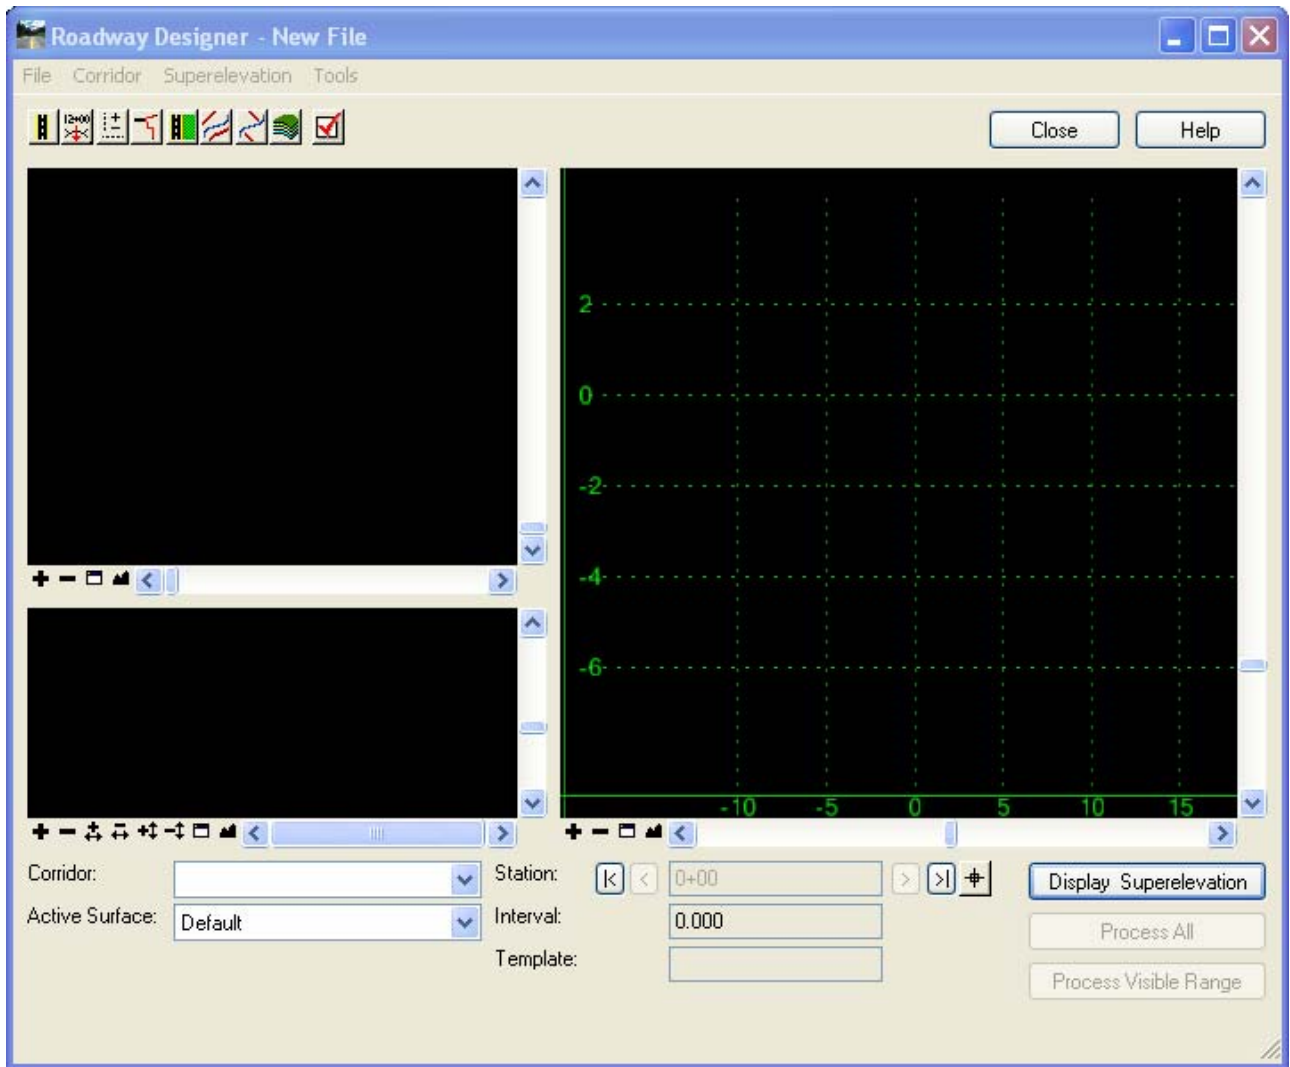 Roadway Designer - New File
File Corridor Superelevation Tools
12+00
Close Help
2
0
-2
-4
-6
-10 -5 0 5 10 15
Corridor:
Station: 0+00
Display Superelevation
Active Surface: Default
Interval: 0.000
Process All
Template:
Process Visible Range